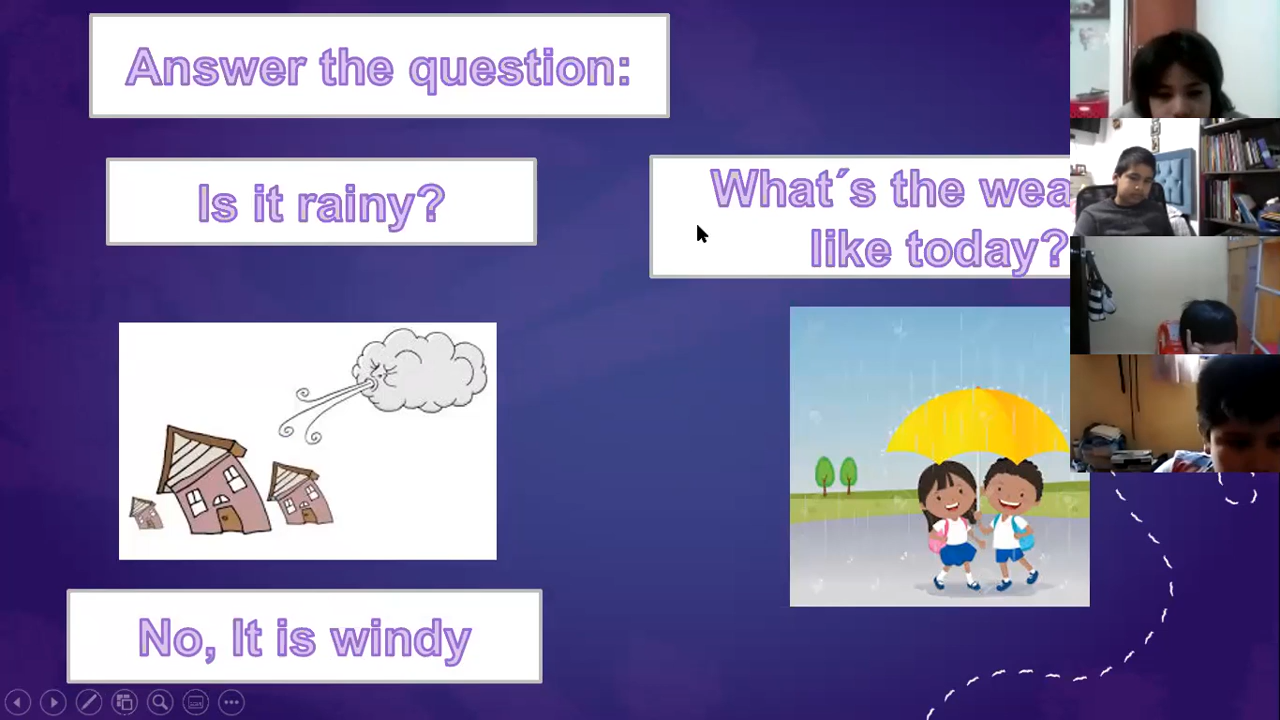 Answer the question:
Is it rainy?
What´s the wea
like today?
No, It is windy